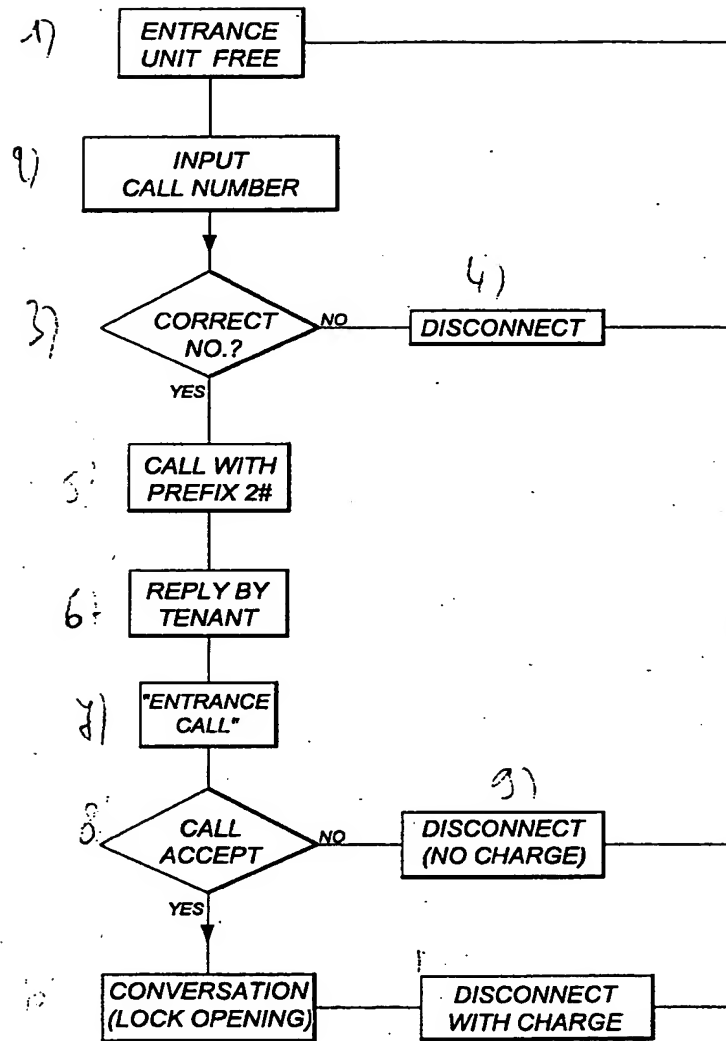 1)
ENTRANCE
UNIT FREE
2)
INPUT
CALL NUMBER
3)
CORRECT
NO.?
NO
4)
DISCONNECT
YES
5
CALL WITH
PREFIX 2#
6
REPLY BY
TENANT
7)
"ENTRANCE
CALL"
8
CALL
ACCEPT
NO
9)
DISCONNECT
(NO CHARGE)
YES
10
CONVERSATION
(LOCK OPENING)
DISCONNECT
WITH CHARGE